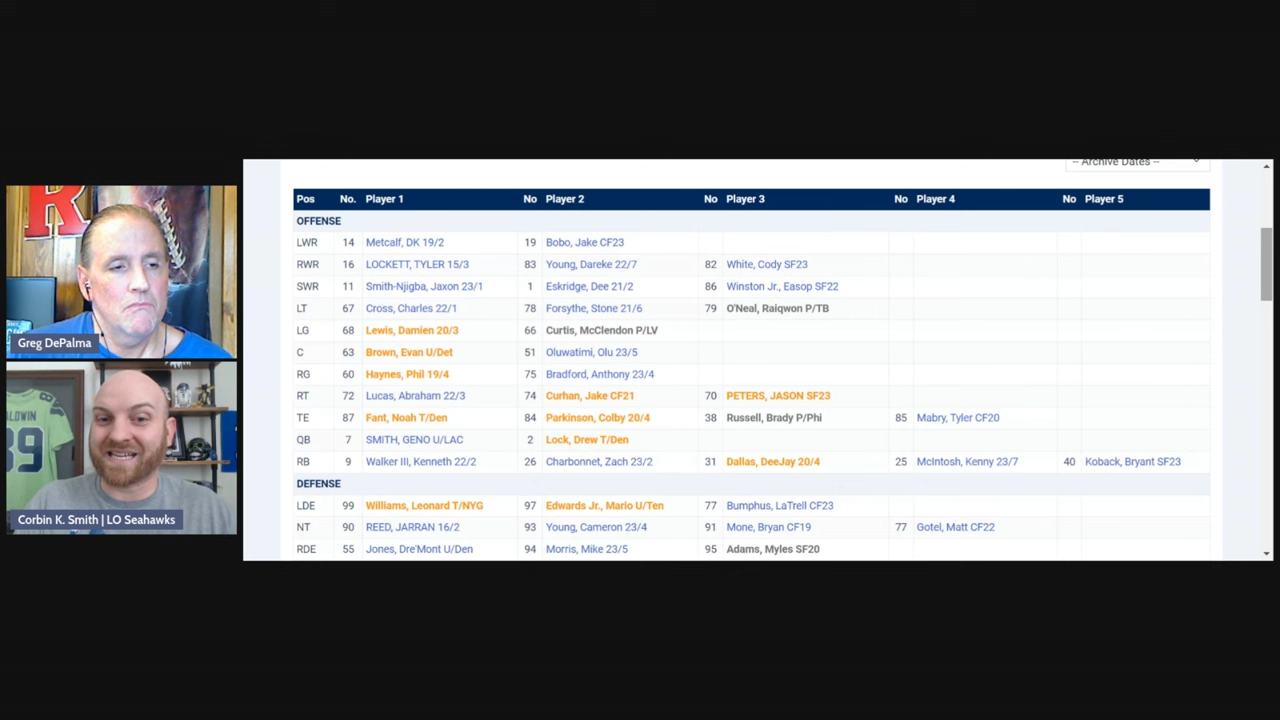 -- Archive Dates --
Pos No. Player 1 No Player 2 No Player 3 No Player 4 No Player 5
OFFENSE
LWR 14 Metcalf, DK 19/2 19 Bobo, Jake CF23
RWR 16 LOCKETT, TYLER 15/3 83 Young, Dareke 22/7 82 White, Cody SF23
SWR 11 Smith-Njigba, Jaxon 23/1 1 Eskridge, Dee 21/2 86 Winston Jr., Easop SF22
LT 67 Cross, Charles 22/1 78 Forsythe, Stone 21/6 79 O'Neal, Raiqwon P/TB
LG 68 Lewis, Damien 20/3 66 Curtis, McClendon P/LV
C 63 Brown, Evan U/Det 51 Oluwatimi, Olu 23/5
RG 60 Haynes, Phil 19/4 75 Bradford, Anthony 23/4
RT 72 Lucas, Abraham 22/3 74 Curhan, Jake CF21 70 PETERS, JASON SF23
TE 87 Fant, Noah T/Den 84 Parkinson, Colby 20/4 38 Russell, Brady P/Phi 85 Mabry, Tyler CF20
QB 7 SMITH, GENO U/LAC 2 Lock, Drew T/Den
RB 9 Walker III, Kenneth 22/2 26 Charbonnet, Zach 23/2 31 Dallas, DeeJay 20/4 25 McIntosh, Kenny 23/7 40 Koback, Bryant SF23
DEFENSE
LDE 99 Williams, Leonard T/NYG 97 Edwards Jr., Mario U/Ten 77 Bumphus, LaTrell CF23
NT 90 REED, JARRAN 16/2 93 Young, Cameron 23/4 91 Mone, Bryan CF19 77 Gotel, Matt CF22
RDE 55 Jones, Dre'Mont U/Den 94 Morris, Mike 23/5 95 Adams, Myles SF20
R
Greg DePalma
ALDWIN
89
Corbin K. Smith | LO Seahawks